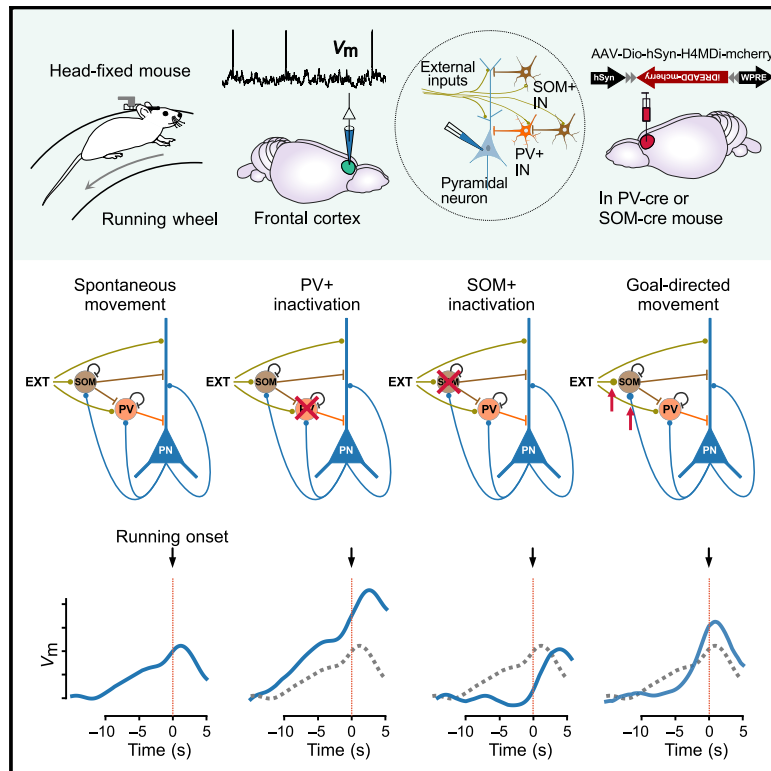 Head-fixed mouse
Running wheel
Vm
Frontal cortex
External
inputs
SOM+
IN
PV+
IN
Pyramidal
neuron
AAV-Dio-hSyn-H4MDi-mcherry
hSyn
iDREADD-mcherry
WPRE
In PV-cre or
SOM-cre mouse
Spontaneous
movement
PV+
inactivation
SOM+
inactivation
Goal-directed
movement
EXT
SOM
PV
PN
EXT
SOM
PN
EXT
SOM
PV
PN
EXT
SOM
PV
PN
Running onset
Vm
−10 −5 0 5
Time (s)
−10 −5 0 5
Time (s)
−10 −5 0 5
Time (s)
−10 −5 0 5
Time (s)